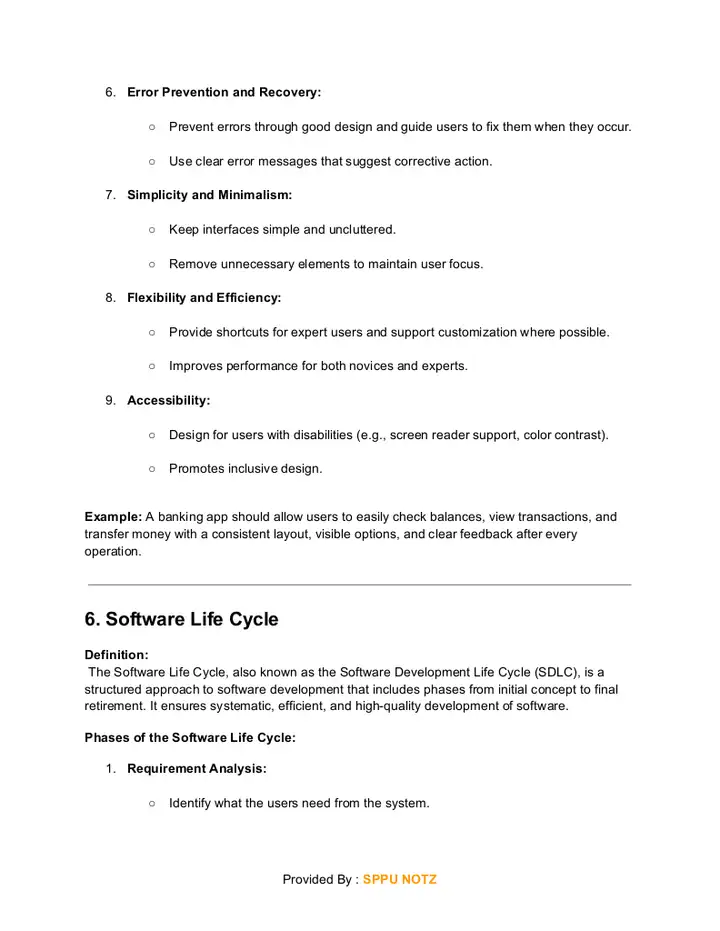 6. Error Prevention and Recovery:
○ Prevent errors through good design and guide users to fix them when they occur.
○ Use clear error messages that suggest corrective action.
7. Simplicity and Minimalism:
○ Keep interfaces simple and uncluttered.
○ Remove unnecessary elements to maintain user focus.
8. Flexibility and Efficiency:
○ Provide shortcuts for expert users and support customization where possible.
○ Improves performance for both novices and experts.
9. Accessibility:
○ Design for users with disabilities (e.g., screen reader support, color contrast).
○ Promotes inclusive design.
Example: A banking app should allow users to easily check balances, view transactions, and
transfer money with a consistent layout, visible options, and clear feedback after every
operation.
6. Software Life Cycle
Definition:
The Software Life Cycle, also known as the Software Development Life Cycle (SDLC), is a
structured approach to software development that includes phases from initial concept to final
retirement. It ensures systematic, efficient, and high-quality development of software.
Phases of the Software Life Cycle:
1. Requirement Analysis:
○ Identify what the users need from the system.
Provided By : SPPU NOTZ